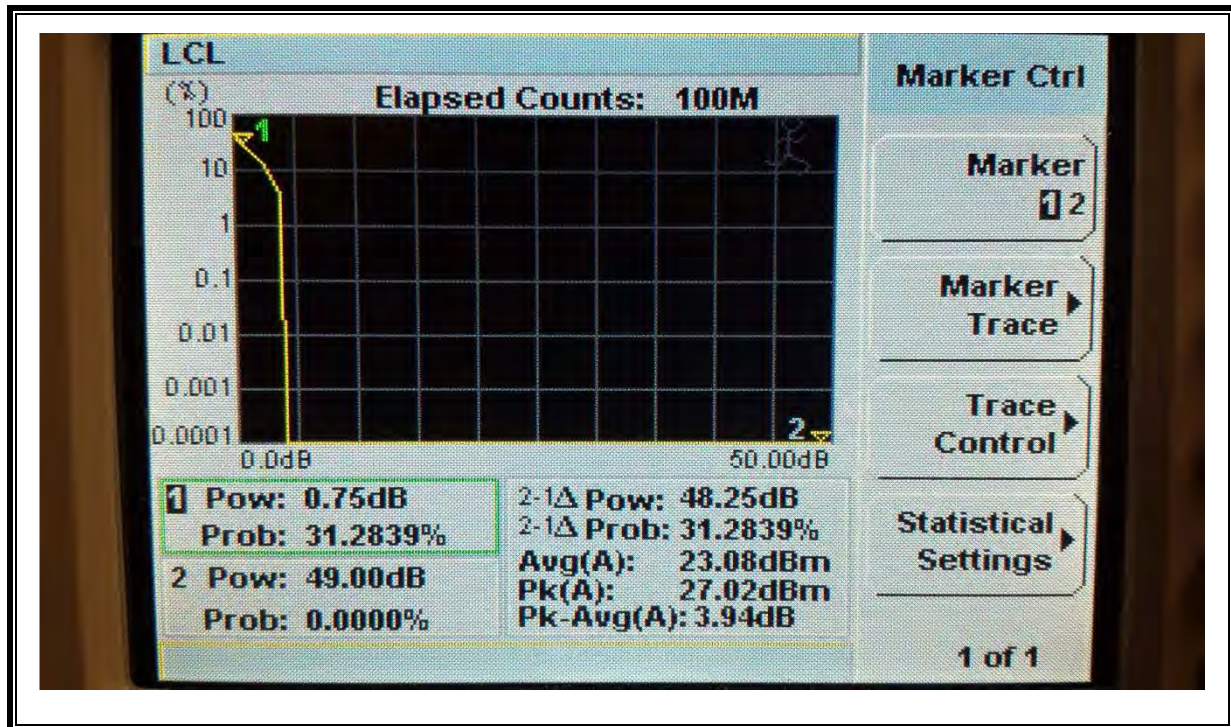 LCL
(%)
Elapsed Counts: 100M
100
10
1
0.1
0.01
0.001
0.0001
1
2
0.0dB
50.00dB
1 Pow: 0.75dB
Prob: 31.2839%
2 Pow: 49.00dB
Prob: 0.0000%
2-1Δ Pow: 48.25dB
2-1Δ Prob: 31.2839%
Avg(A): 23.08dBm
Pk(A): 27.02dBm
Pk-Avg(A): 3.94dB
Marker Ctrl
Marker
1 2
Marker
Trace
Trace
Control
Statistical
Settings
1 of 1